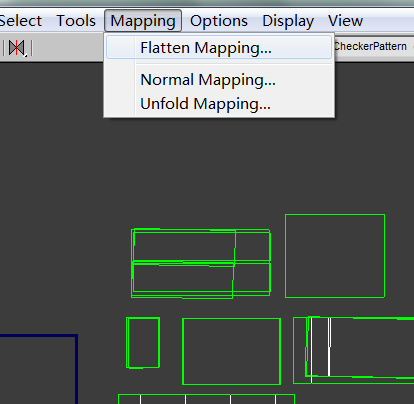 Select Tools Mapping Options Display View
CheckerPattern
Flatten Mapping...
Normal Mapping...
Unfold Mapping...